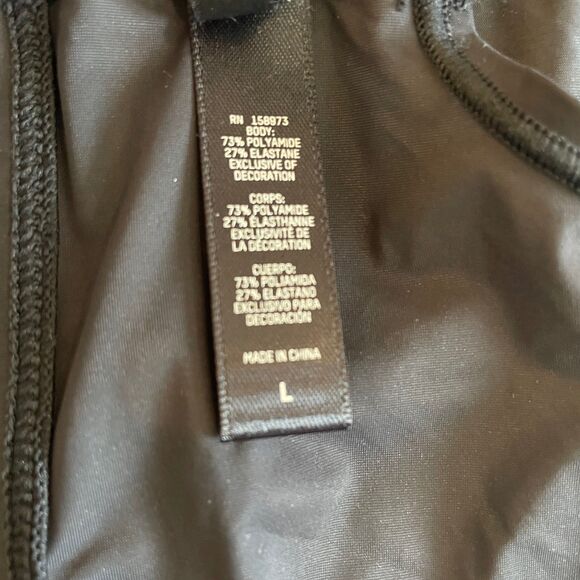 RN 158973
BODY:
73% POLYAMIDE
27% ELASTANE
EXCLUSIVE OF
DECORATION
CORPS:
73% POLYAMIDE
27% ÉLASTHANNE
EXCLUSIVITÉ DE
LA DÉCORATION
CUERPO:
73% POLIAMIDA
27% ELASTANO
EXCLUSIVO PARA
DECORACIÓN
MADE IN CHINA
L